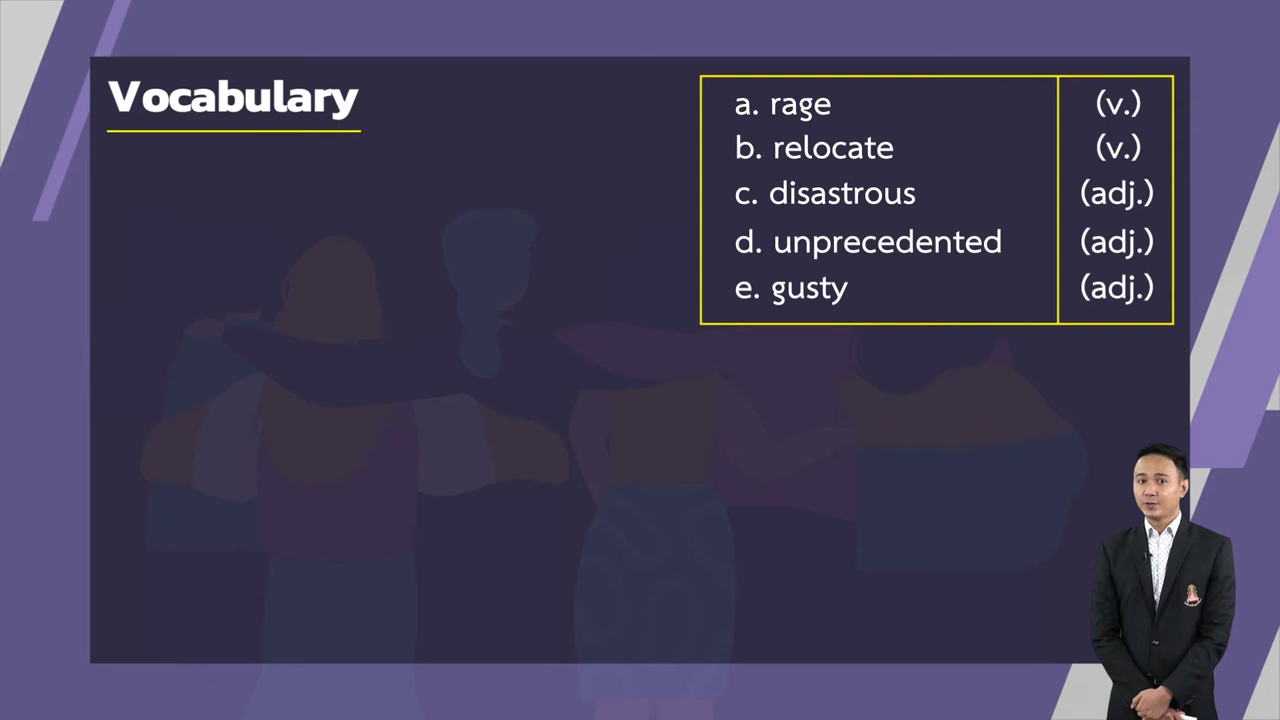 Vocabulary
a. rage (v.)
b. relocate (v.)
c. disastrous (adj.)
d. unprecedented (adj.)
e. gusty (adj.)